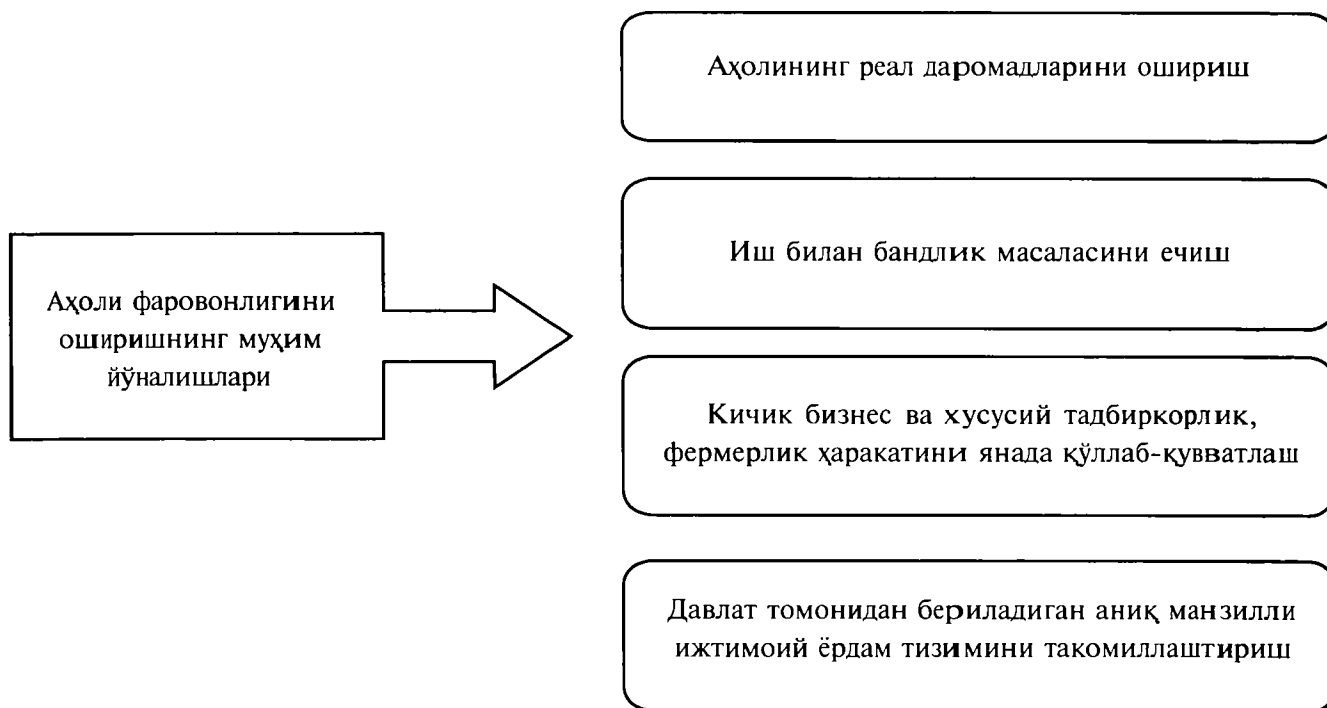 Аҳоли фаровонлигини
оширишнинг муҳим
йўналишлари
Аҳолининг реал даромадларини ошириш
Иш билан бандлик масаласини ечиш
Кичик бизнес ва хусусий тадбиркорлик,
фермерлик ҳаракатини янада қўллаб-қувватлаш
Давлат томонидан бериладиган аниқ манзилли
ижтимоий ёрдам тизимини такомиллаштириш